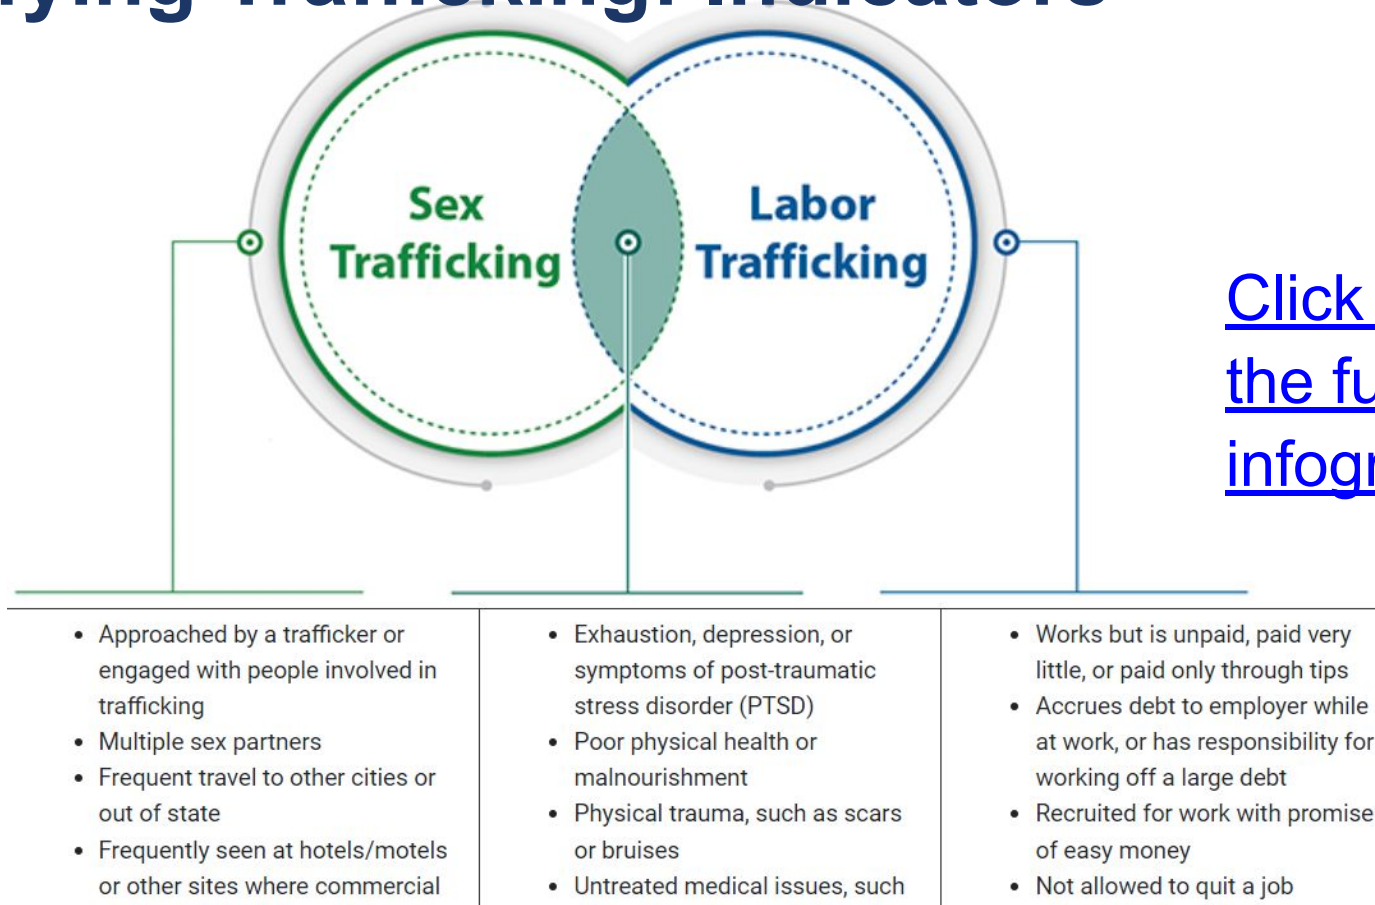 Trafficking: Indicators
Sex
Trafficking
Labor
Trafficking
Click
the
• Approached by a trafficker or
engaged with people involved in
trafficking
• Multiple sex partners
• Frequent travel to other cities or
out of state
• Frequently seen at hotels/motels
or other sites where commercial
• Exhaustion, depression, or
symptoms of post-traumatic
stress disorder (PTSD)
• Poor physical health or
malnourishment
• Physical trauma, such as scars
or bruises
• Untreated medical issues, such
• Works but is unpaid, paid very
little, or paid only through tips
• Accrues debt to employer while
at work, or has responsibility for
working off a large debt
• Recruited for work with promise
of easy money
• Not allowed to quit a job